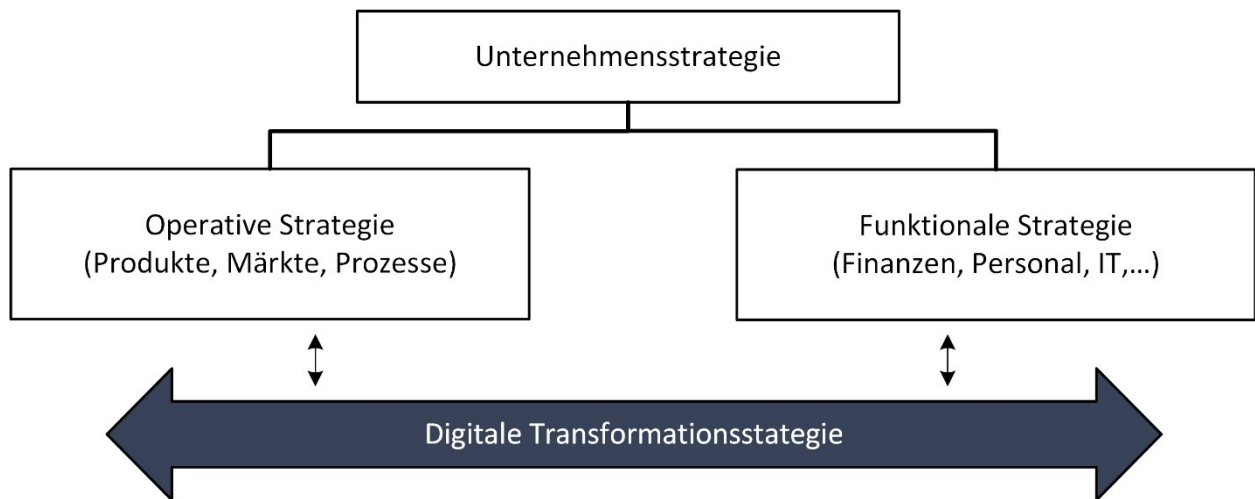 Unternehmensstrategie
Operative Strategie
(Produkte, Märkte, Prozesse)
Funktionale Strategie
(Finanzen, Personal, IT,...)
Digitale Transformationsstategie